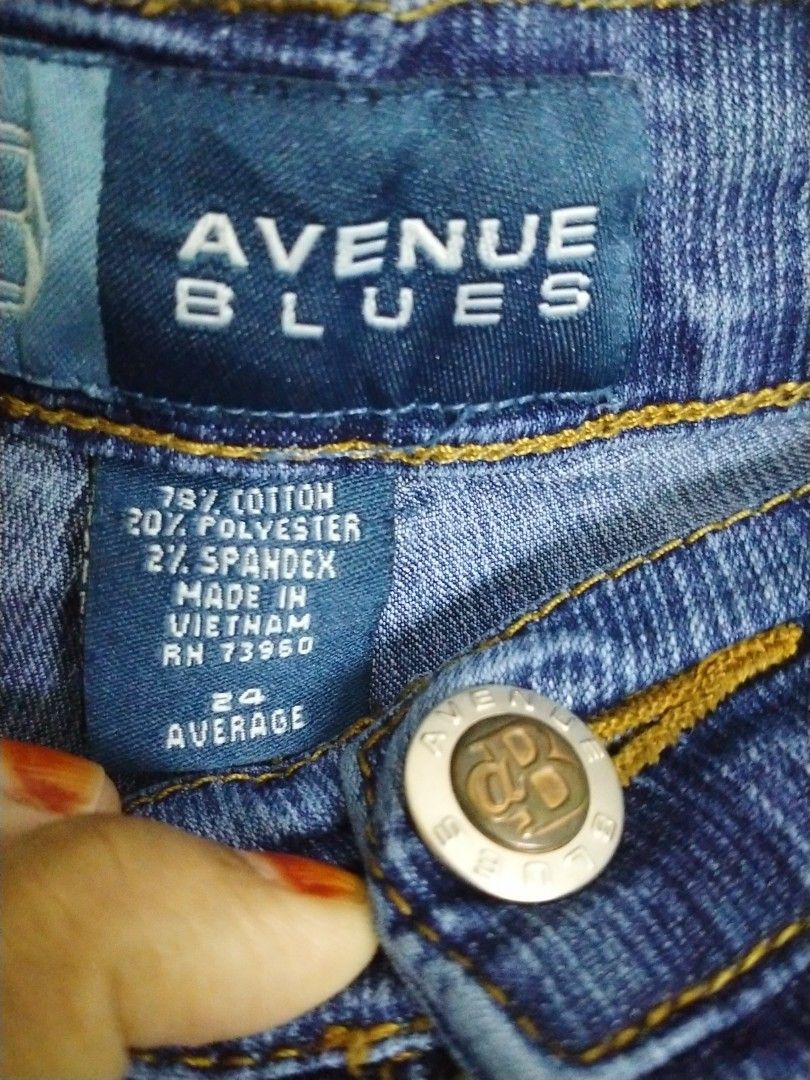 AVENUE
BLUES
78% COTTON
20% POLYESTER
2% SPANDEX
MADE IN
VIETNAM
RN 73960
24
AVERAGE
AVENUE
BLUES